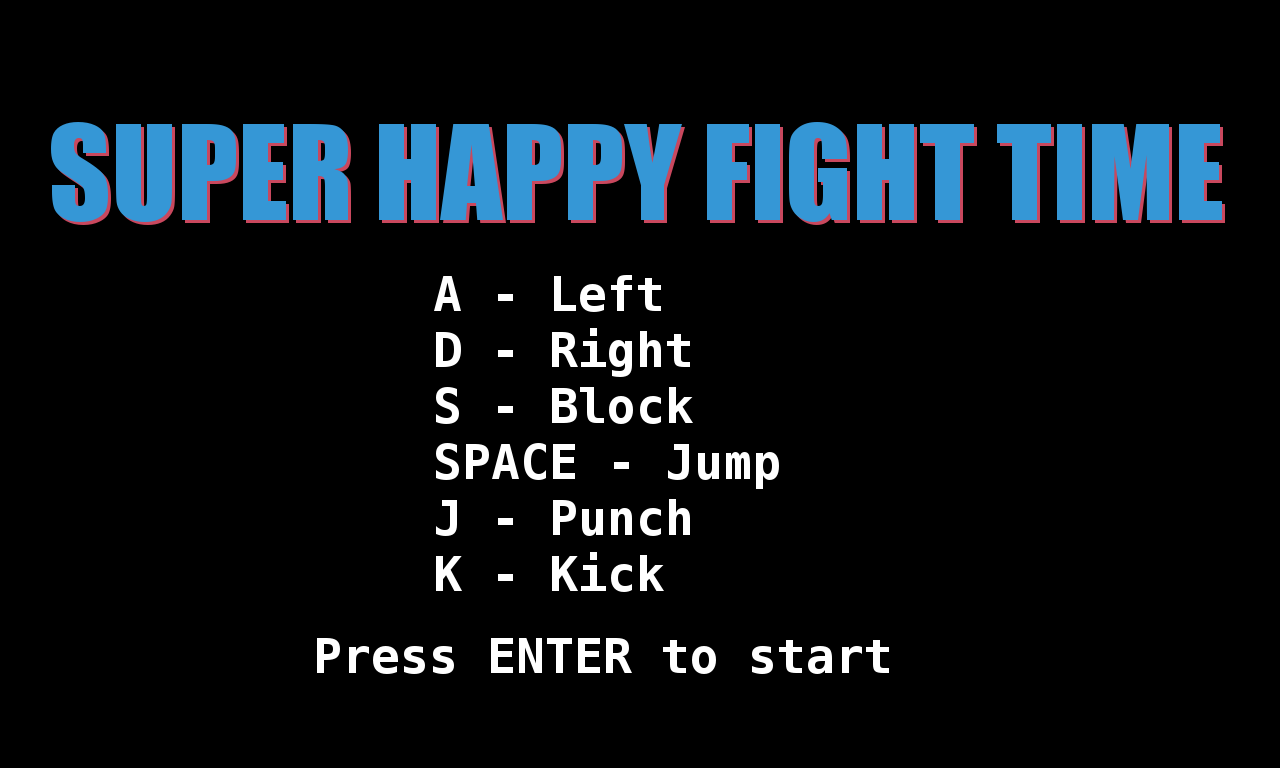 SUPER HAPPY FIGHT TIME
A - Left
D - Right
S - Block
SPACE - Jump
J - Punch
K - Kick
Press ENTER to start